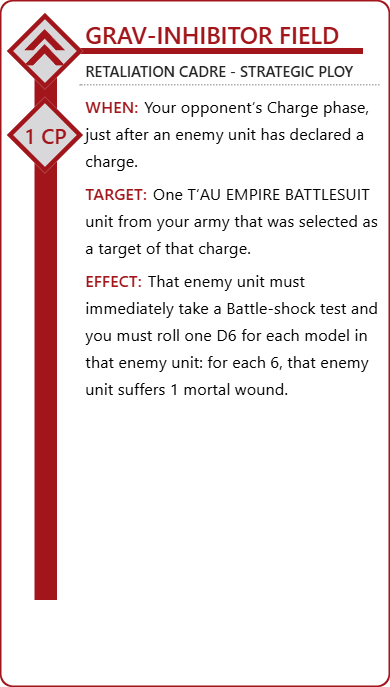 GRAV-INHIBITOR FIELD
RETALIATION CADRE - STRATEGIC PLOY
1 CP
WHEN: Your opponent’s Charge phase,
just after an enemy unit has declared a
charge.
TARGET: One T’AU EMPIRE BATTLESUIT
unit from your army that was selected as
a target of that charge.
EFFECT: That enemy unit must
immediately take a Battle-shock test and
you must roll one D6 for each model in
that enemy unit: for each 6, that enemy
unit suffers 1 mortal wound.